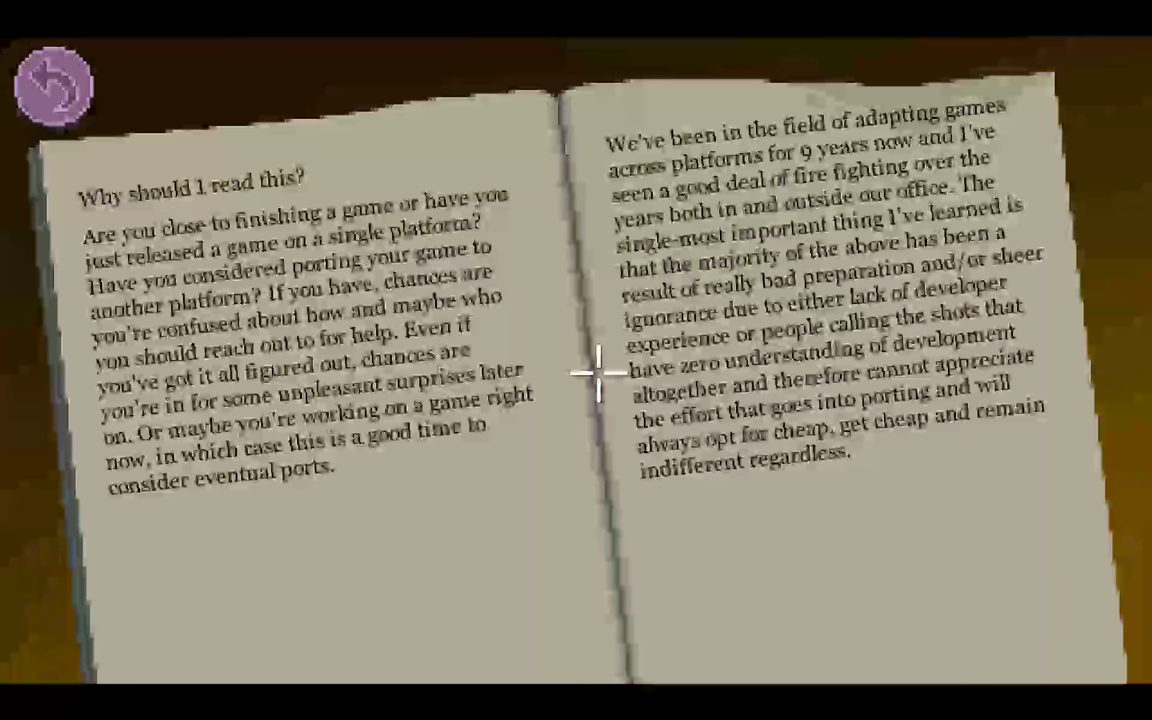 Why should I read this?
Are you close to finishing a game or have you
just released a game on a single platform?
Have you considered porting your game to
another platform? If you have, chances are
you're confused about how and maybe who
you should reach out to for help. Even if
you've got it all figured out, chances are
you're in for some unpleasant surprises later
on. Or maybe you're working on a game right
now, in which case this is a good time to
consider eventual ports.
We've been in the field of adapting games
across platforms for 9 years now and I've
seen a good deal of fire fighting over the
years both in and outside our office. The
single-most important thing I've learned is
that the majority of the above has been a
result of really bad preparation and/or sheer
ignorance due to either lack of developer
experience or people calling the shots that
have zero understanding of development
altogether and therefore cannot appreciate
the effort that goes into porting and will
always opt for cheap, get cheap and remain
indifferent regardless.